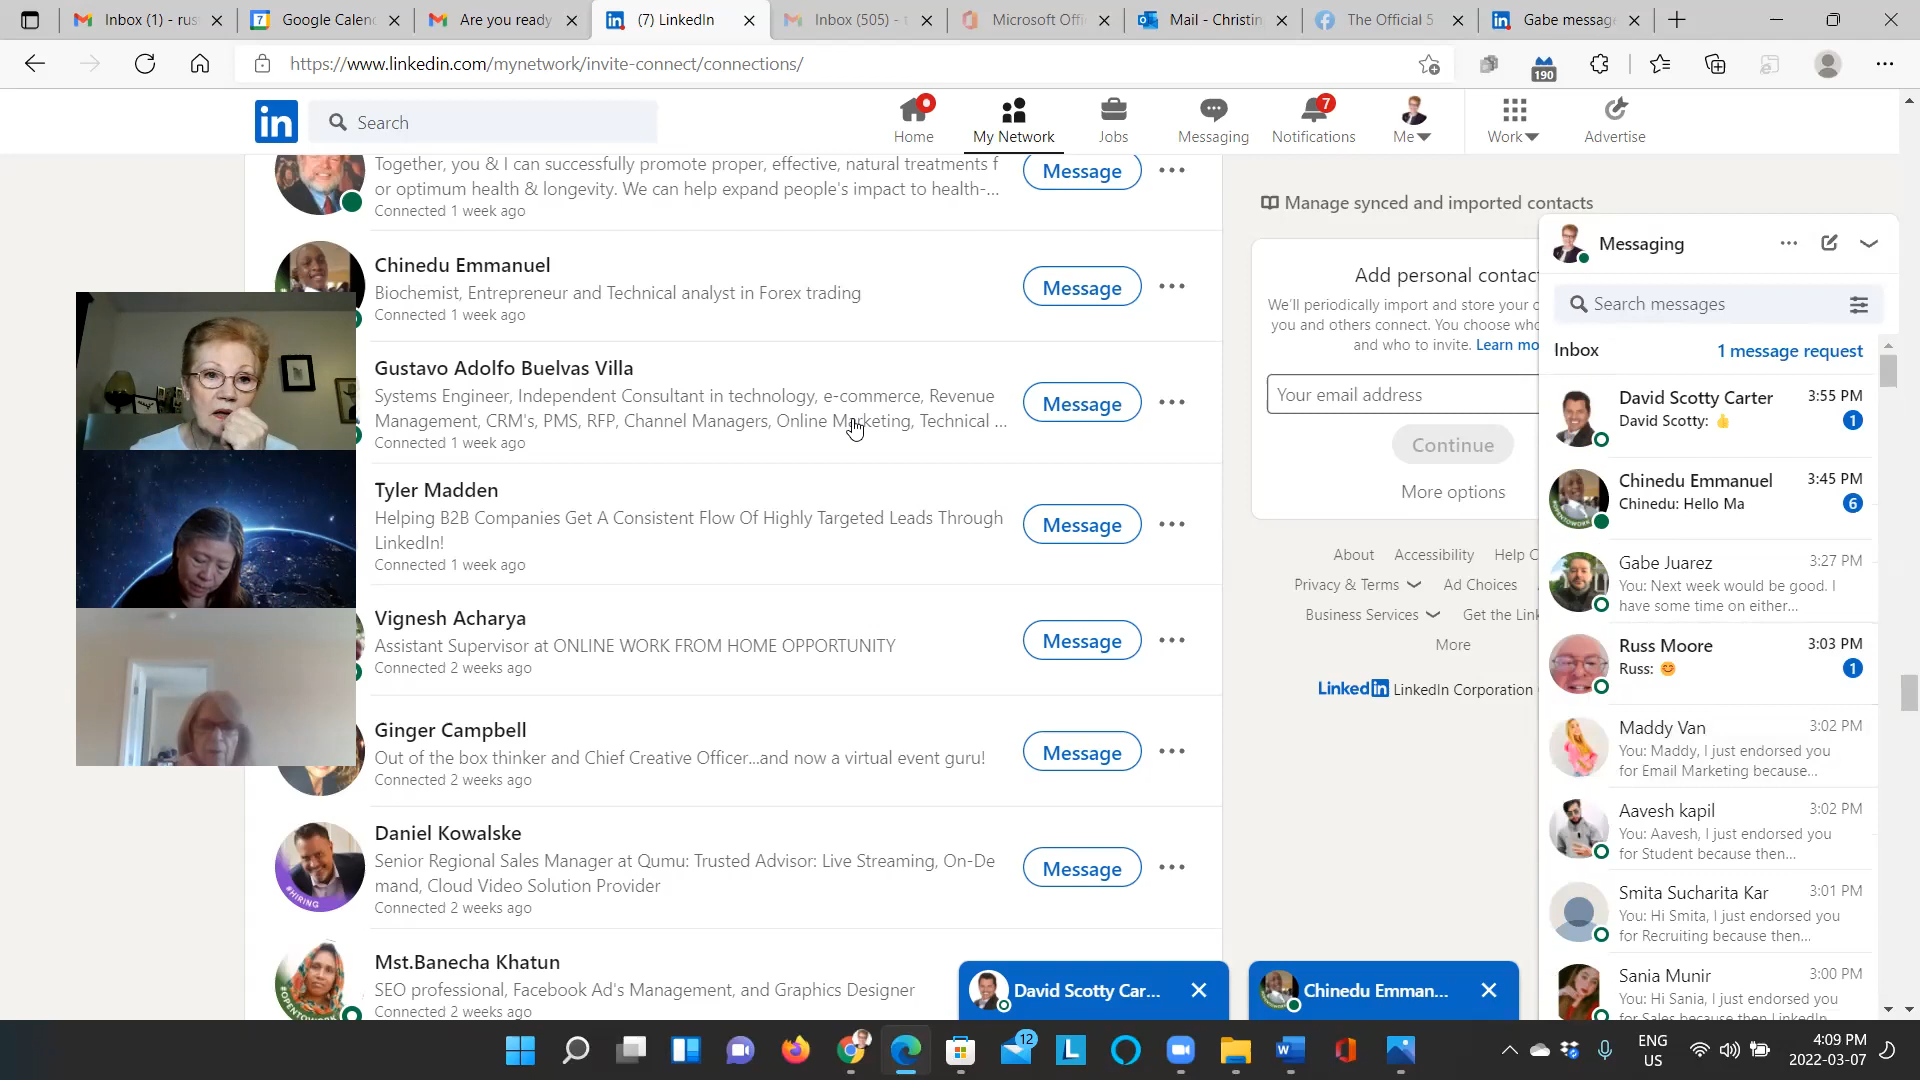 Inbox (1) - rus
Google Calen
Are you ready
(7) LinkedIn
Inbox (505) - t
Microsoft Offi
Mail - Christin
The Official 5
Gabe messag
https://www.linkedin.com/mynetwork/invite-connect/connections/
190
in
Search
Home
My Network
Jobs
Messaging
7
Notifications
Me
Work
Advertise
Together, you & I can successfully promote proper, effective, natural treatments f
or optimum health & longevity. We can help expand people's impact to health-...
Connected 1 week ago
Message
Chinedu Emmanuel
Biochemist, Entrepreneur and Technical analyst in Forex trading
Connected 1 week ago
Message
Gustavo Adolfo Buelvas Villa
Systems Engineer, Independent Consultant in technology, e-commerce, Revenue
Management, CRM's, PMS, RFP, Channel Managers, Online Marketing, Technical ...
Connected 1 week ago
Message
Tyler Madden
Helping B2B Companies Get A Consistent Flow Of Highly Targeted Leads Through
LinkedIn!
Connected 1 week ago
Message
Vignesh Acharya
Assistant Supervisor at ONLINE WORK FROM HOME OPPORTUNITY
Connected 2 weeks ago
Message
Ginger Campbell
Out of the box thinker and Chief Creative Officer...and now a virtual event guru!
Connected 2 weeks ago
Message
#HIRING
Daniel Kowalske
Senior Regional Sales Manager at Qumu: Trusted Advisor: Live Streaming, On-De
mand, Cloud Video Solution Provider
Connected 2 weeks ago
Message
#OPENTOWORK
Mst.Banecha Khatun
SEO professional, Facebook Ad's Management, and Graphics Designer
Connected 2 weeks ago
Manage synced and imported contacts
Add personal contac
We'll periodically import and store your c
you and others connect. You choose who
and who to invite. Learn mo
Your email address
Continue
More options
About
Accessibility
Help C
Privacy & Terms
Ad Choices
Business Services
Get the Link
More
Linked in LinkedIn Corporation
Messaging
Search messages
Inbox
1 message request
David Scotty Carter
3:55 PM
David Scotty: 👍
1
Chinedu Emmanuel
3:45 PM
Chinedu: Hello Ma
6
Gabe Juarez
3:27 PM
You: Next week would be good. I
have some time on either...
Russ Moore
3:03 PM
Russ: 😊
1
Maddy Van
3:02 PM
You: Maddy, I just endorsed you
for Email Marketing because...
Aavesh kapil
3:02 PM
You: Aavesh, I just endorsed you
for Student because then...
Smita Sucharita Kar
3:01 PM
You: Hi Smita, I just endorsed you
for Recruiting because then...
Sania Munir
3:00 PM
You: Hi Sania, I just endorsed you
for Sales because then LinkedIn
David Scotty Car...
Chinedu Emman...
12
L
W
ENG
US
4:09 PM
2022-03-07